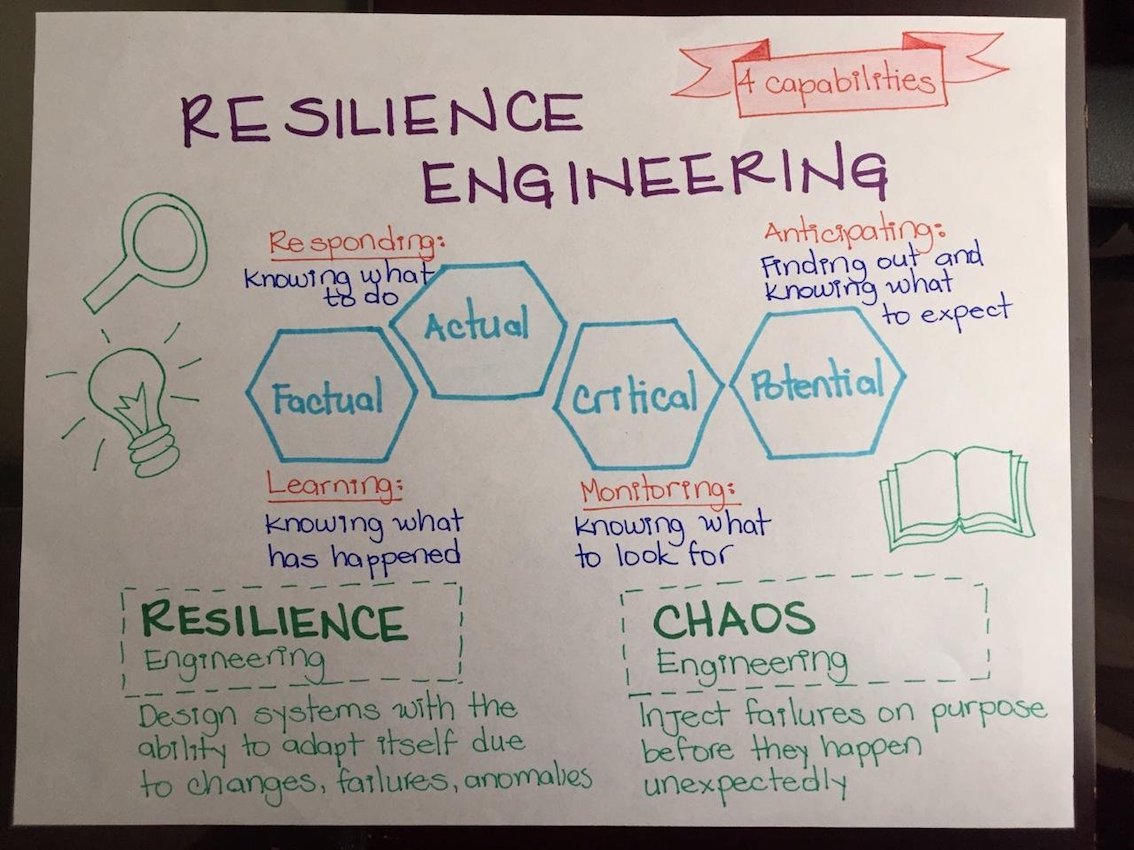 4 capabilities
RESILIENCE
ENGINEERING
Responding:
Knowing what
to do
Anticipating:
Finding out and
knowing what
to expect
Factual
Actual
Critical
Potential
Learning:
Knowing what
has happened
Monitoring:
Knowing what
to look for
RESILIENCE
Engineering
Design systems with the
ability to adapt itself due
to changes, failures, anomalies
CHAOS
Engineering
Inject failures on purpose
before they happen
unexpectedly